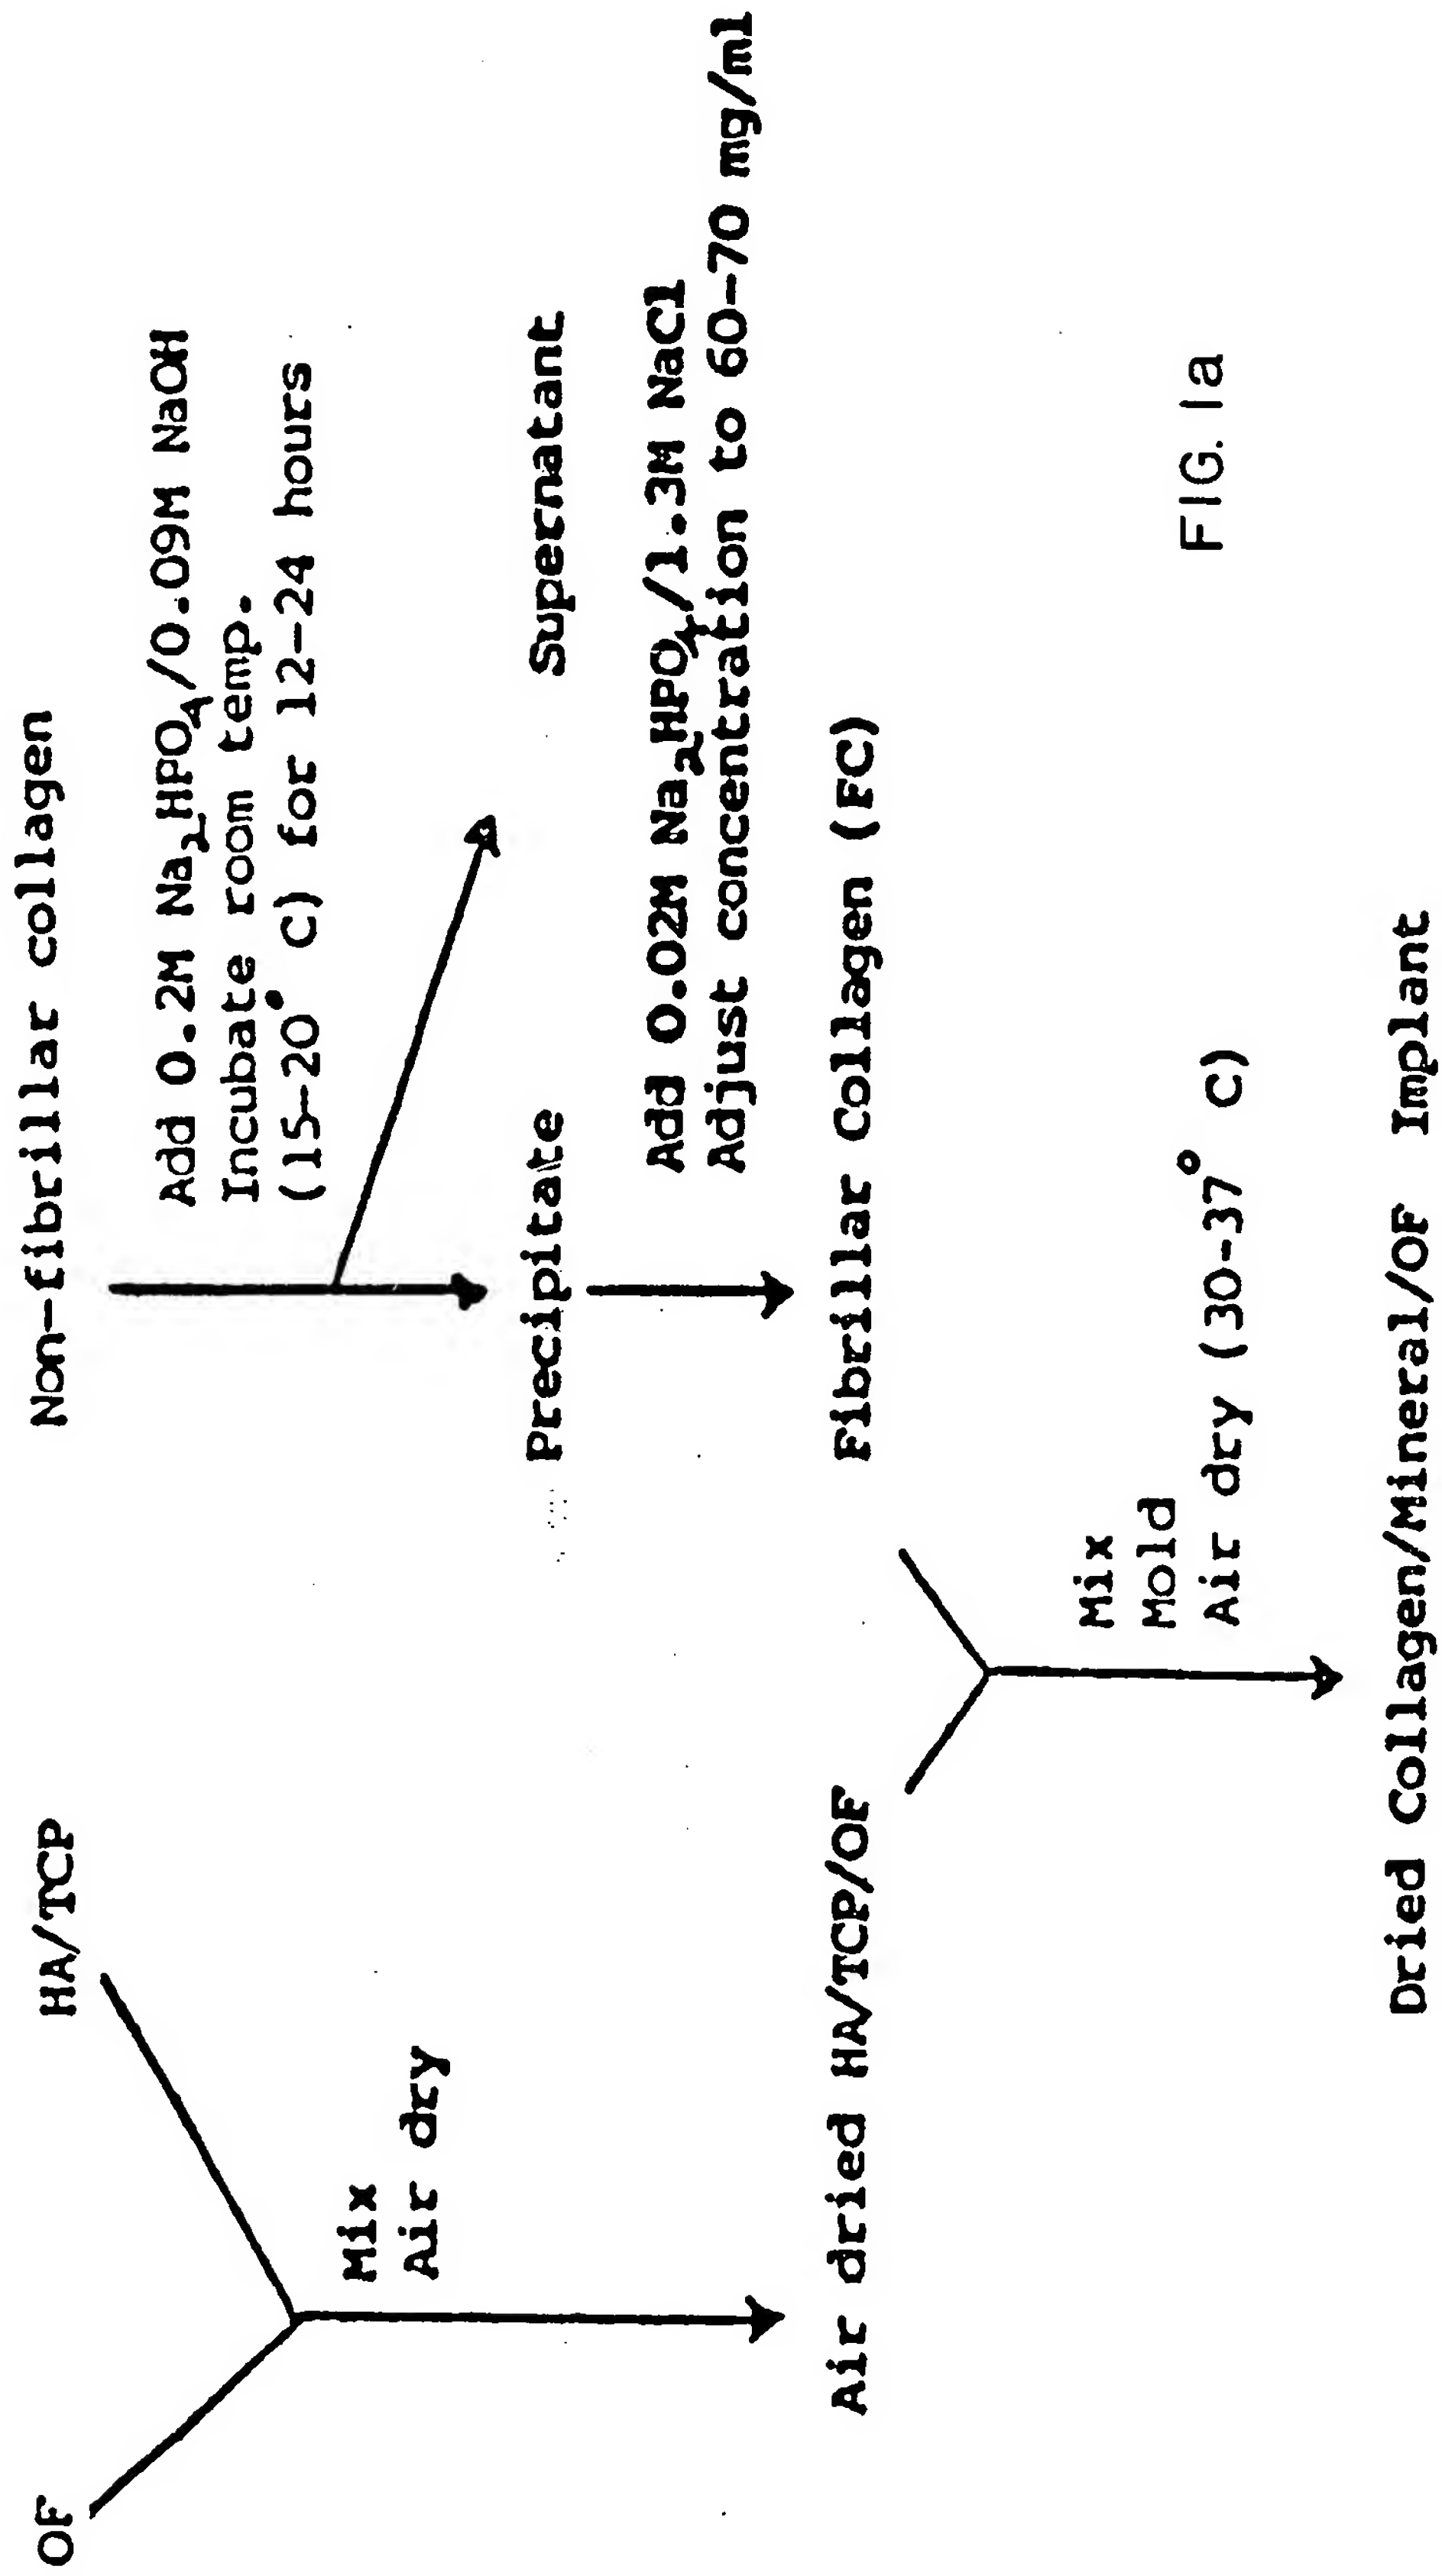 OF
HA/TCP
Mix
Air dry
Air dried HA/TCP/OF
Non-fibrillar collagen
Add 0.2M Na₂HPO₄/0.09M NaOH
Incubate room temp.
(15-20° C) for 12-24 hours
Precipitate
Supernatant
Add 0.02M Na₂HPO₄/1.3M NaCl
Adjust concentration to 60-70 mg/ml
Fibrillar Collagen (FC)
Mix
Mold
Air dry (30-37° C)
Dried Collagen/Mineral/OF Implant
FIG. 1a